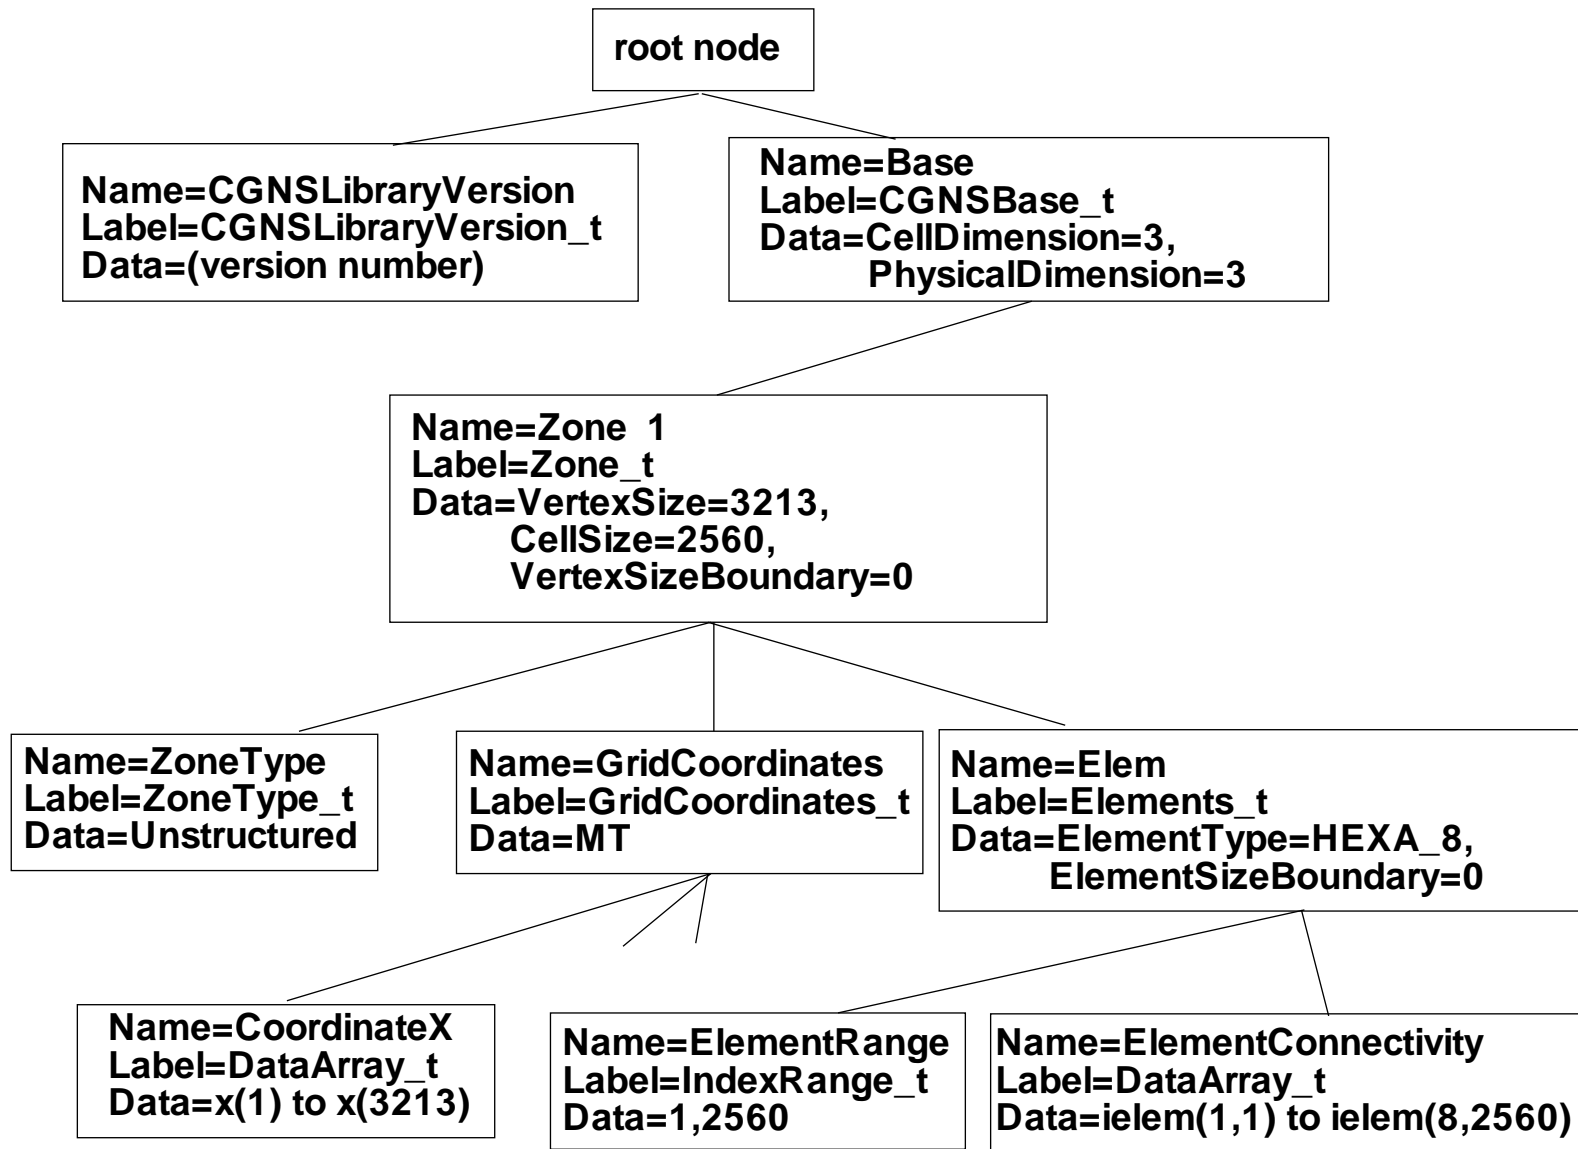 root node
Name=CGNSLibraryVersion
Label=CGNSLibraryVersion_t
Data=(version number)
Name=Base
Label=CGNSBase_t
Data=CellDimension=3,
PhysicalDimension=3
Name=Zone 1
Label=Zone_t
Data=VertexSize=3213,
CellSize=2560,
VertexSizeBoundary=0
Name=ZoneType
Label=ZoneType_t
Data=Unstructured
Name=GridCoordinates
Label=GridCoordinates_t
Data=MT
Name=Elem
Label=Elements_t
Data=ElementType=HEXA_8,
ElementSizeBoundary=0
Name=CoordinateX
Label=DataArray_t
Data=x(1) to x(3213)
Name=ElementRange
Label=IndexRange_t
Data=1,2560
Name=ElementConnectivity
Label=DataArray_t
Data=ielem(1,1) to ielem(8,2560)